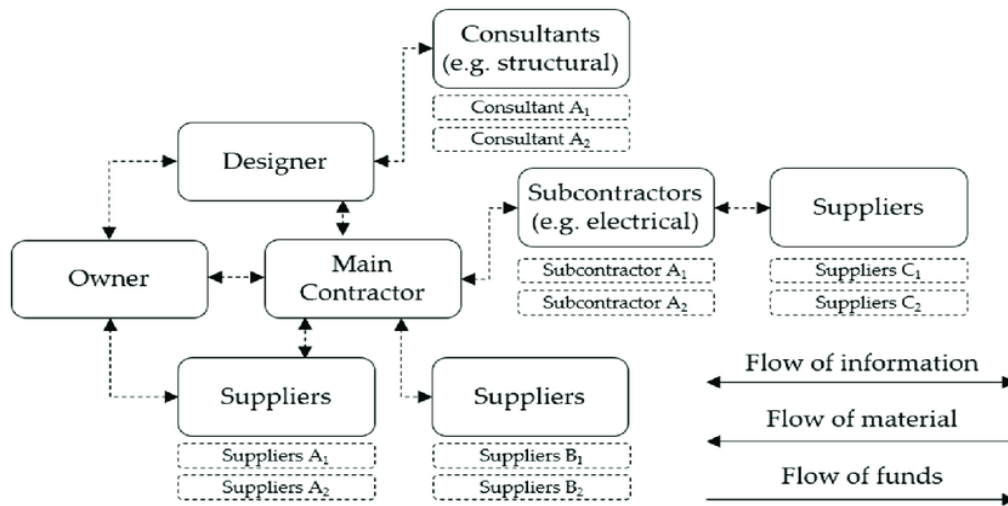 Consultants
(e.g. structural)
Consultant A₁
Consultant A₂
Designer
Subcontractors
(e.g. electrical)
Suppliers
Owner
Main
Contractor
Subcontractor A₁
Subcontractor A₂
Suppliers C₁
Suppliers C₂
Suppliers
Suppliers
Suppliers A₁
Suppliers A₂
Suppliers B₁
Suppliers B₂
Flow of information
Flow of material
Flow of funds